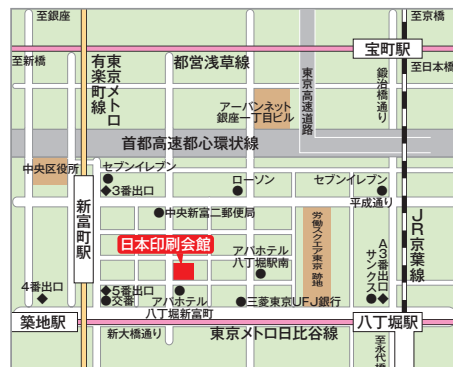 至銀座
至京橋
宝町駅
至新橋
至日本橋
東京メトロ
有楽町線
都営浅草線
東京高速道路
鍛治橋通り
アーバンネット
銀座一丁目ビル
首都高速都心環状線
中央区役所
セブンイレブン
◆3番出口
ローソン
セブンイレブン
平成通り
新富町駅
中央新富二郵便局
労働スクエア東京 跡地
JR京葉線
日本印刷会館
アパホテル
八丁堀駅南
A3番出口
サンクス
4番出口
◆5番出口
交番
アパホテル
八丁堀新富町
三菱東京UFJ銀行
築地駅
新大橋通り
東京メトロ日比谷線
八丁堀駅
至永代橋